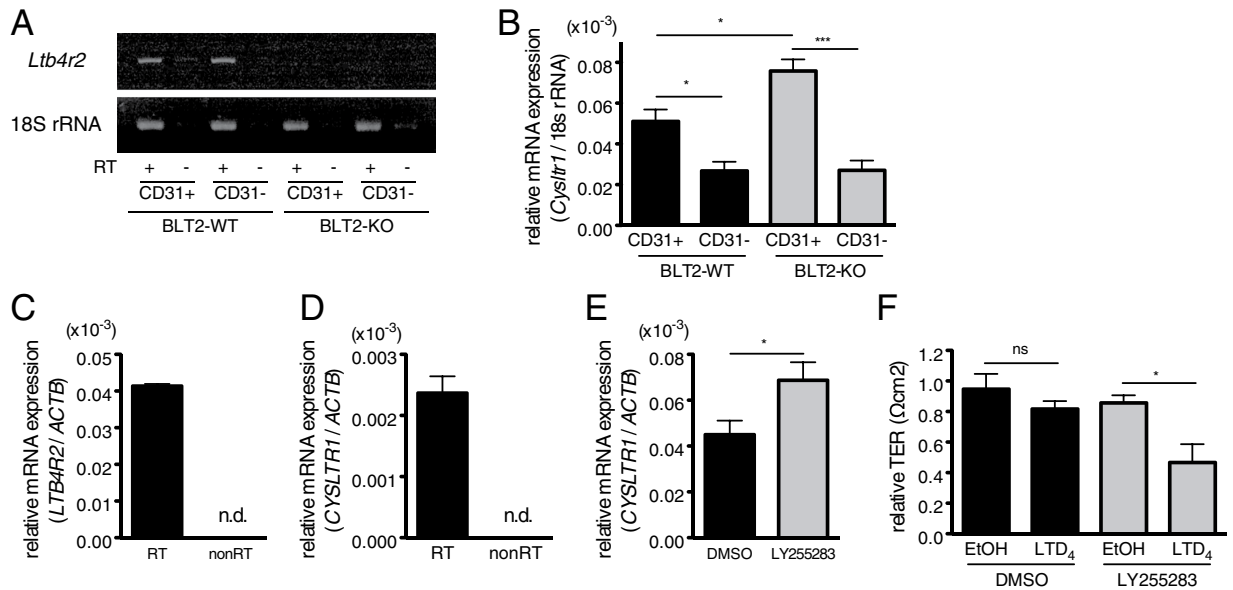 A
Ltb4r2
18S rRNA
RT + - + - + - + -
CD31+ CD31- CD31+ CD31-
BLT2-WT BLT2-KO
B
(x10-3)
relative mRNA expression
(Cysltr1 / 18s rRNA)
0.08
0.06
0.04
0.02
0.00
* * ***
CD31+ CD31- CD31+ CD31-
BLT2-WT BLT2-KO
C
(x10-3)
relative mRNA expression
(LTB4R2 / ACTB)
0.05
0.04
0.03
0.02
0.01
0.00
n.d.
RT nonRT
D
(x10-3)
relative mRNA expression
(CYSLTR1 / ACTB)
0.003
0.002
0.001
0.000
n.d.
RT nonRT
E
(x10-3)
relative mRNA expression
(CYSLTR1 / ACTB)
0.08
0.06
0.04
0.02
0.00
*
DMSO LY255283
F
relative TER (Ωcm2)
1.2
1.0
0.8
0.6
0.4
0.2
0.0
ns *
EtOH LTD4 EtOH LTD4
DMSO LY255283